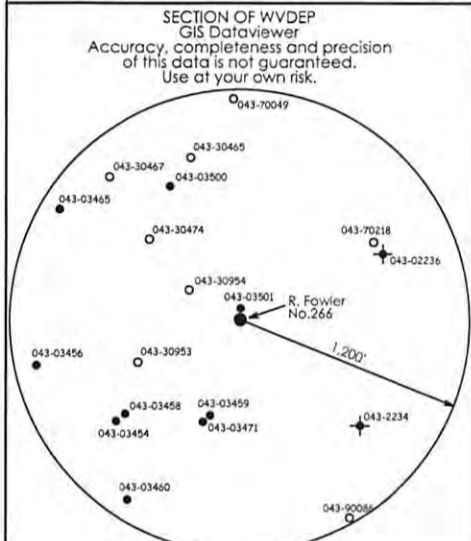 SECTION OF WVDEP
GIS Dataviewer
Accuracy, completeness and precision
of this data is not guaranteed.
Use at your own risk.
043-70049
043-30465
043-30467
043-03500
043-03465
043-30474
043-70218
043-02236
043-30954
043-03501
R. Fowler
No.266
1,200'
043-03456
043-30953
043-03458
043-03459
043-03454
043-03471
043-2234
043-03460
043-90086